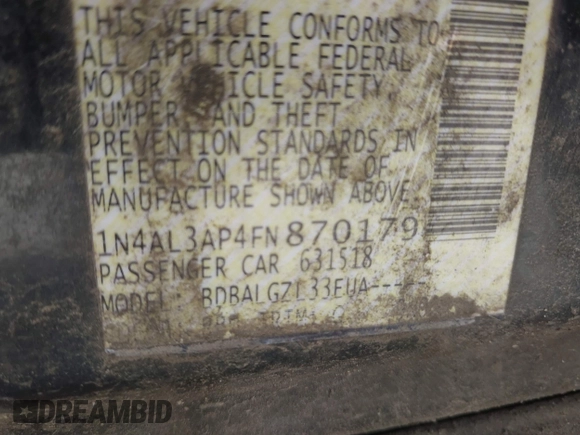 THIS VEHICLE CONFORMS TO
ALL APPLICABLE FEDERAL
MOTOR VEHICLE SAFETY,
BUMPER, AND THEFT
PREVENTION STANDARDS IN
EFFECT ON THE DATE OF
MANUFACTURE SHOWN ABOVE.
1N4AL3AP4FN870179
PASSENGER CAR 631518
MODEL: BDBALGZL33EUA-----
TRIM:
DREAMBID